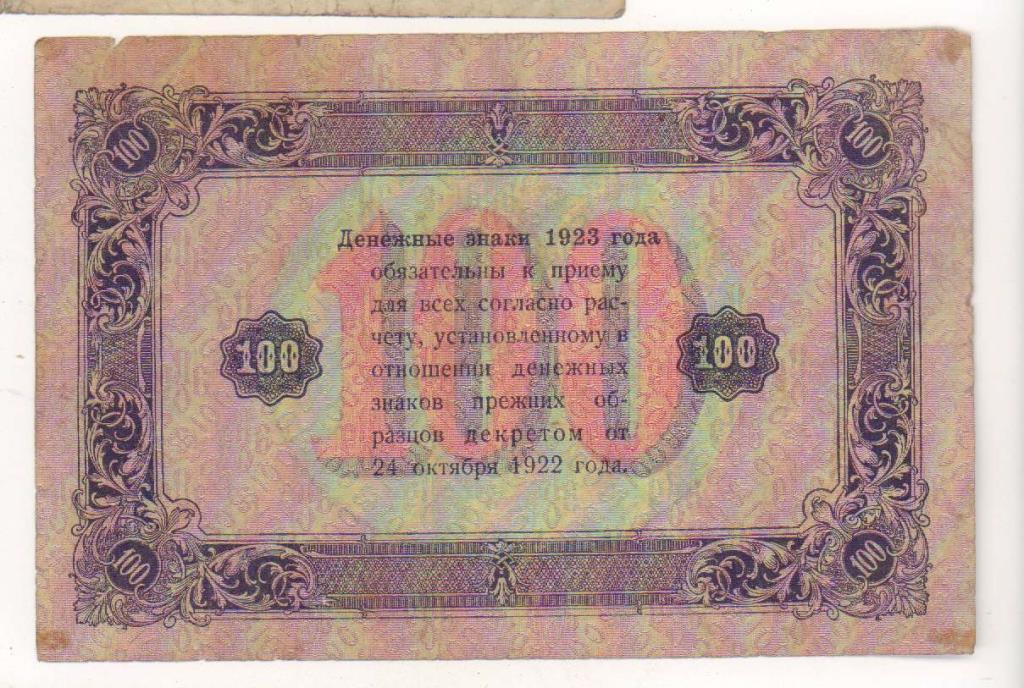 100 100
Денежные знаки 1923 года
обязательны к приему
для всех согласно рас-
чету, установленному в
отношении денежных
знаков прежних об-
разцов декретом от
24 октября 1922 года.
100 100 100
100 100